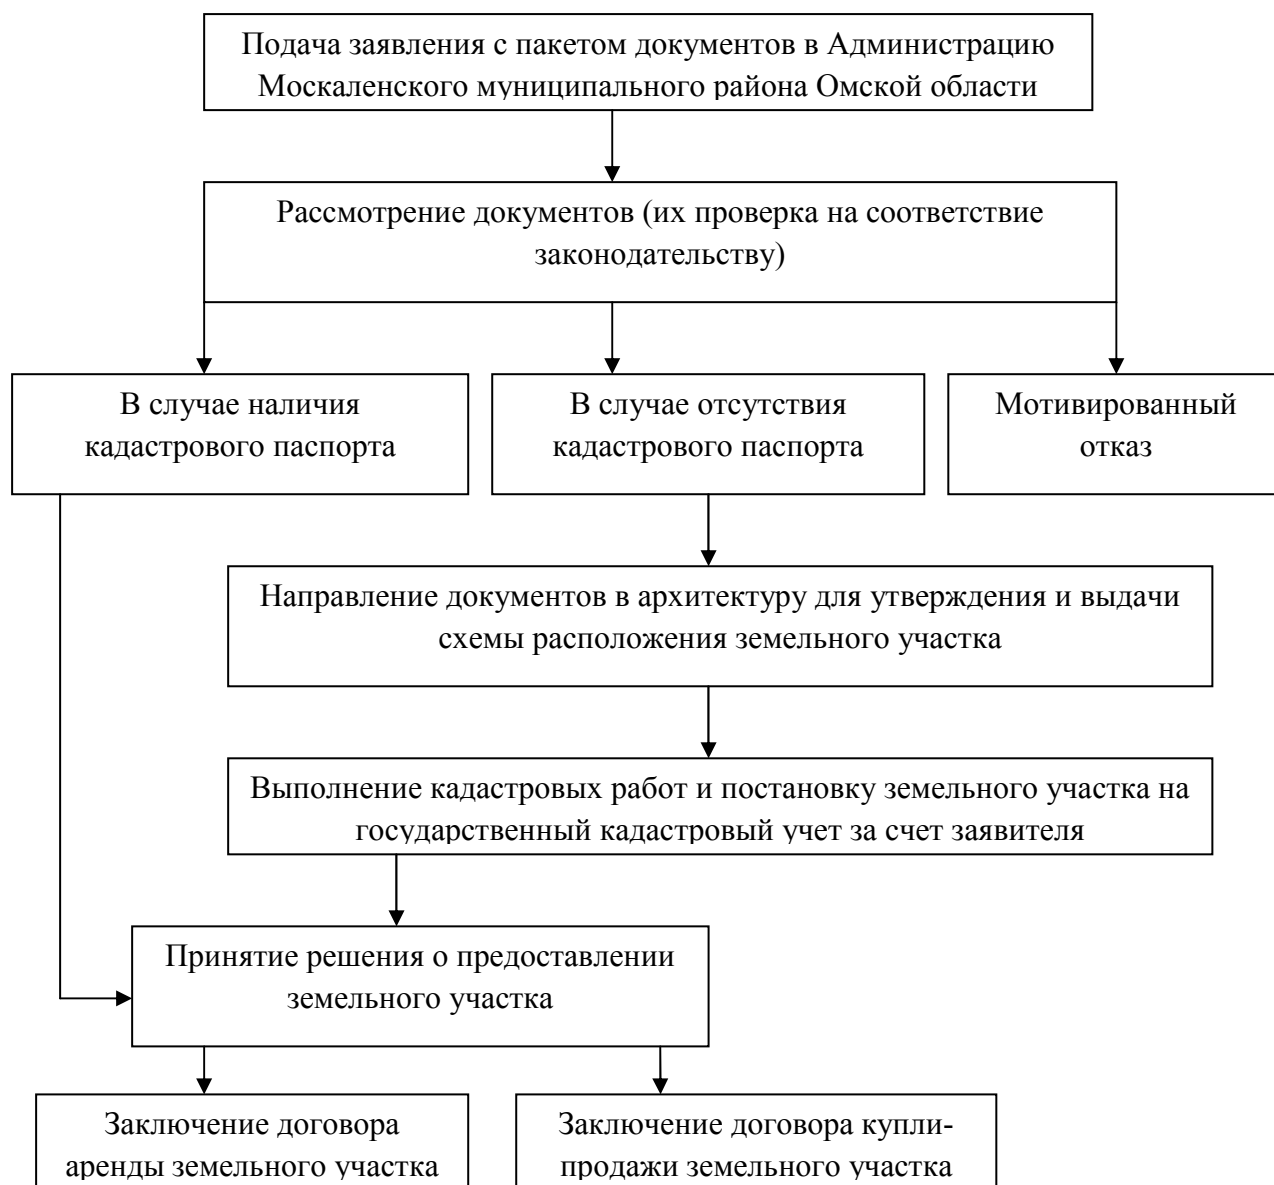 Подача заявления с пакетом документов в Администрацию
Москаленского муниципального района Омской области
Рассмотрение документов (их проверка на соответствие
законодательству)
В случае наличия
кадастрового паспорта
В случае отсутствия
кадастрового паспорта
Мотивированный
отказ
Направление документов в архитектуру для утверждения и выдачи
схемы расположения земельного участка
Выполнение кадастровых работ и постановку земельного участка на
государственный кадастровый учет за счет заявителя
Принятие решения о предоставлении
земельного участка
Заключение договора
аренды земельного участка
Заключение договора купли-
продажи земельного участка